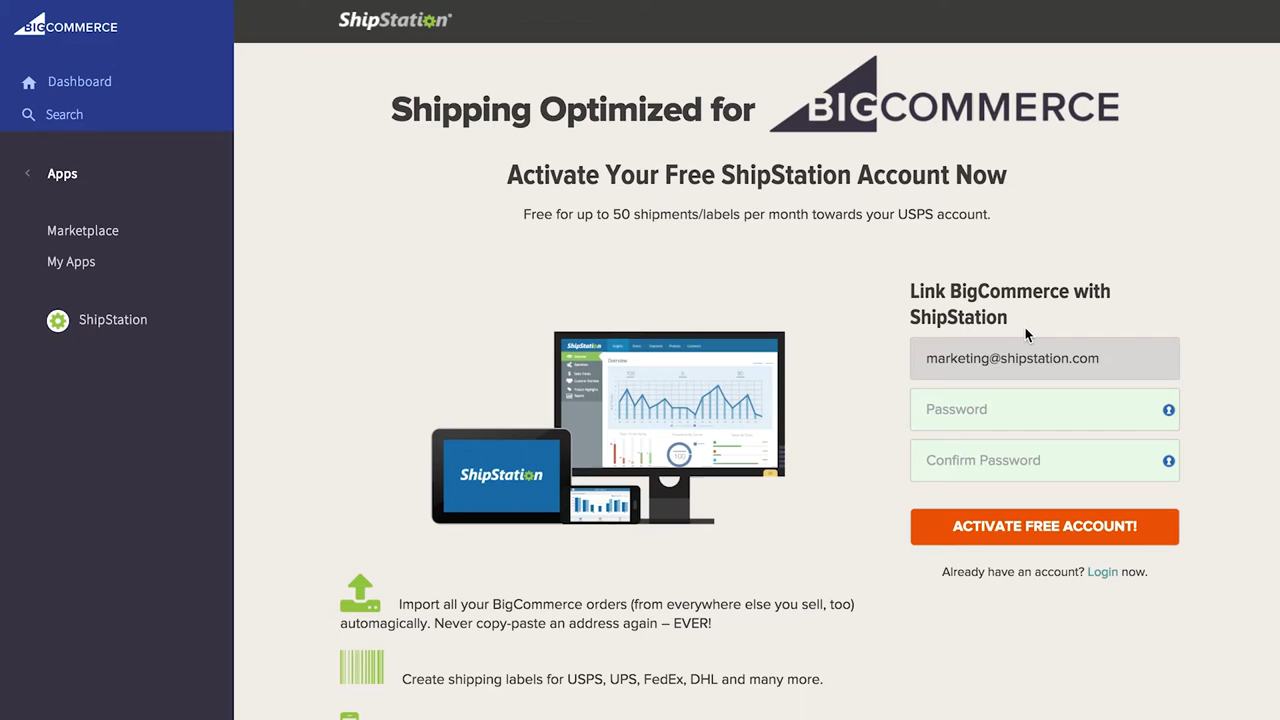 BIGCOMMERCE
Dashboard
Search
Apps
Marketplace
My Apps
ShipStation
ShipStation
Shipping Optimized for BIGCOMMERCE
Activate Your Free ShipStation Account Now
Free for up to 50 shipments/labels per month towards your USPS account.
Link BigCommerce with
ShipStation
marketing@shipstation.com
Password
Confirm Password
ACTIVATE FREE ACCOUNT!
Already have an account? Login now.
ShipStation
Overview
ShipStation
Import all your BigCommerce orders (from everywhere else you sell, too)
automagically. Never copy-paste an address again – EVER!
Create shipping labels for USPS, UPS, FedEx, DHL and many more.